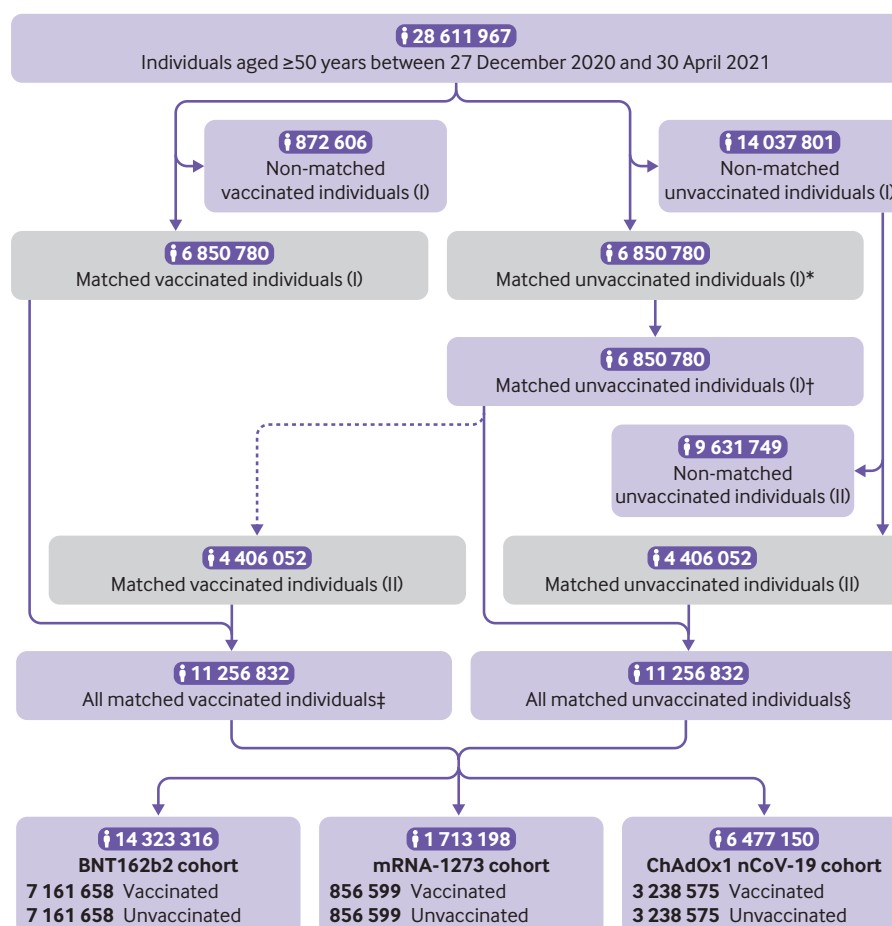 28 611 967
Individuals aged ≥50 years between 27 December 2020 and 30 April 2021
872 606
Non-matched
vaccinated individuals (I)
14 037 801
Non-matched
unvaccinated individuals (I)
6 850 780
Matched vaccinated individuals (I)
6 850 780
Matched unvaccinated individuals (I)*
6 850 780
Matched unvaccinated individuals (I)†
9 631 749
Non-matched
unvaccinated individuals (II)
4 406 052
Matched vaccinated individuals (II)
4 406 052
Matched unvaccinated individuals (II)
11 256 832
All matched vaccinated individuals‡
11 256 832
All matched unvaccinated individuals§
14 323 316
BNT162b2 cohort
7 161 658 Vaccinated
7 161 658 Unvaccinated
1 713 198
mRNA-1273 cohort
856 599 Vaccinated
856 599 Unvaccinated
6 477 150
ChAdOx1 nCoV-19 cohort
3 238 575 Vaccinated
3 238 575 Unvaccinated